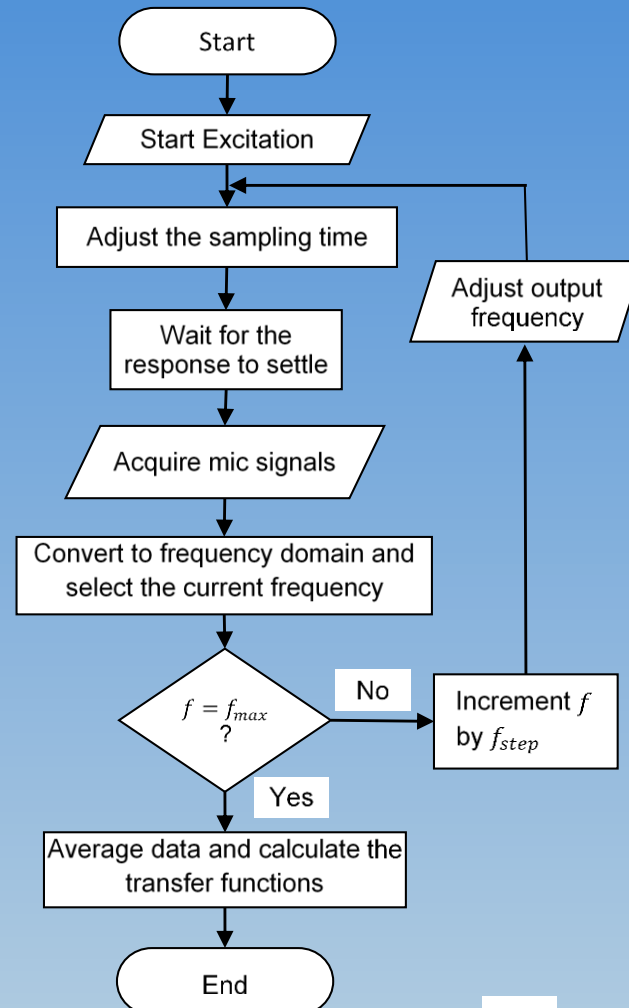 Start
Start Excitation
Adjust the sampling time
Adjust output
frequency
Wait for the
response to settle
Acquire mic signals
Convert to frequency domain and
select the current frequency
f = f_max
?
No
Increment f
by f_step
Yes
Average data and calculate the
transfer functions
End